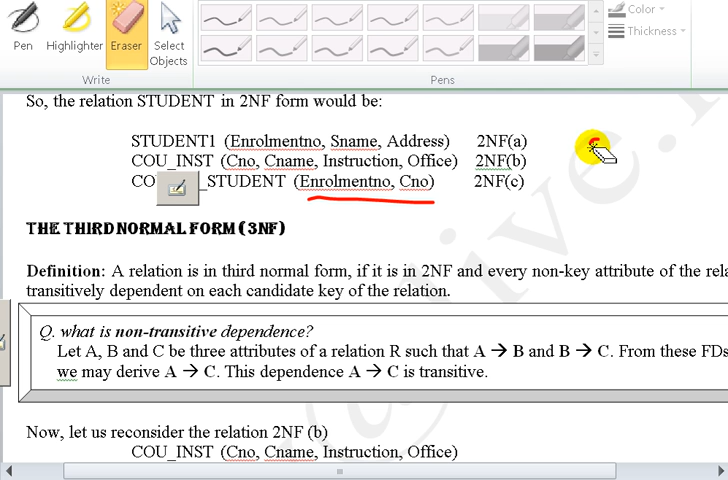 Pen
Highlighter
Eraser
Select
Objects
Color
Thickness
Write
Pens
So, the relation STUDENT in 2NF form would be:
STUDENT1 (Enrolmentno, Sname, Address) 2NF(a)
COU_INST (Cno, Cname, Instruction, Office) 2NF(b)
CO _STUDENT (Enrolmentno, Cno) 2NF(c)
THE THIRD NORMAL FORM (3NF)
Definition: A relation is in third normal form, if it is in 2NF and every non-key attribute of the rela
transitively dependent on each candidate key of the relation.
Q. what is non-transitive dependence?
Let A, B and C be three attributes of a relation R such that A → B and B → C. From these FDs
we may derive A → C. This dependence A → C is transitive.
Now, let us reconsider the relation 2NF (b)
COU_INST (Cno, Cname, Instruction, Office)